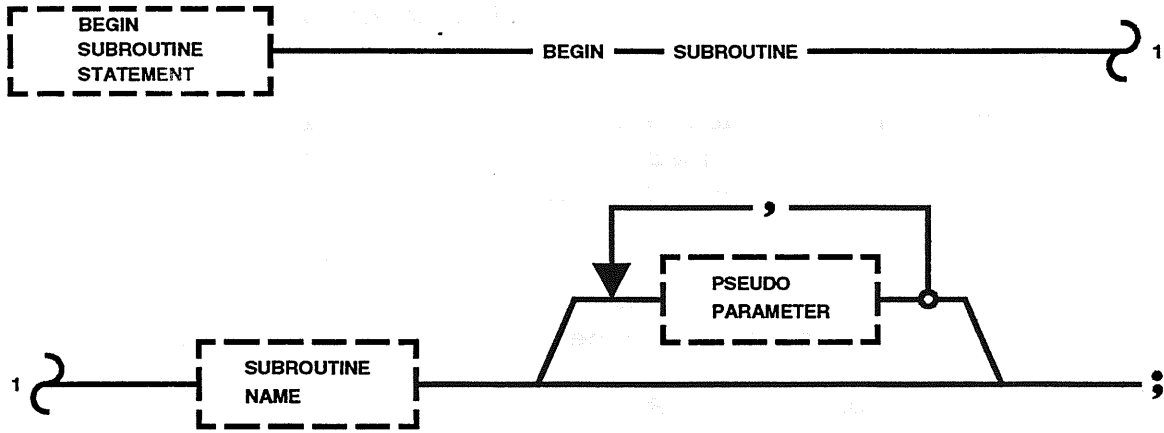 BEGIN
SUBROUTINE
STATEMENT
BEGIN SUBROUTINE 1
,
PSEUDO
PARAMETER
1 SUBROUTINE
NAME
;